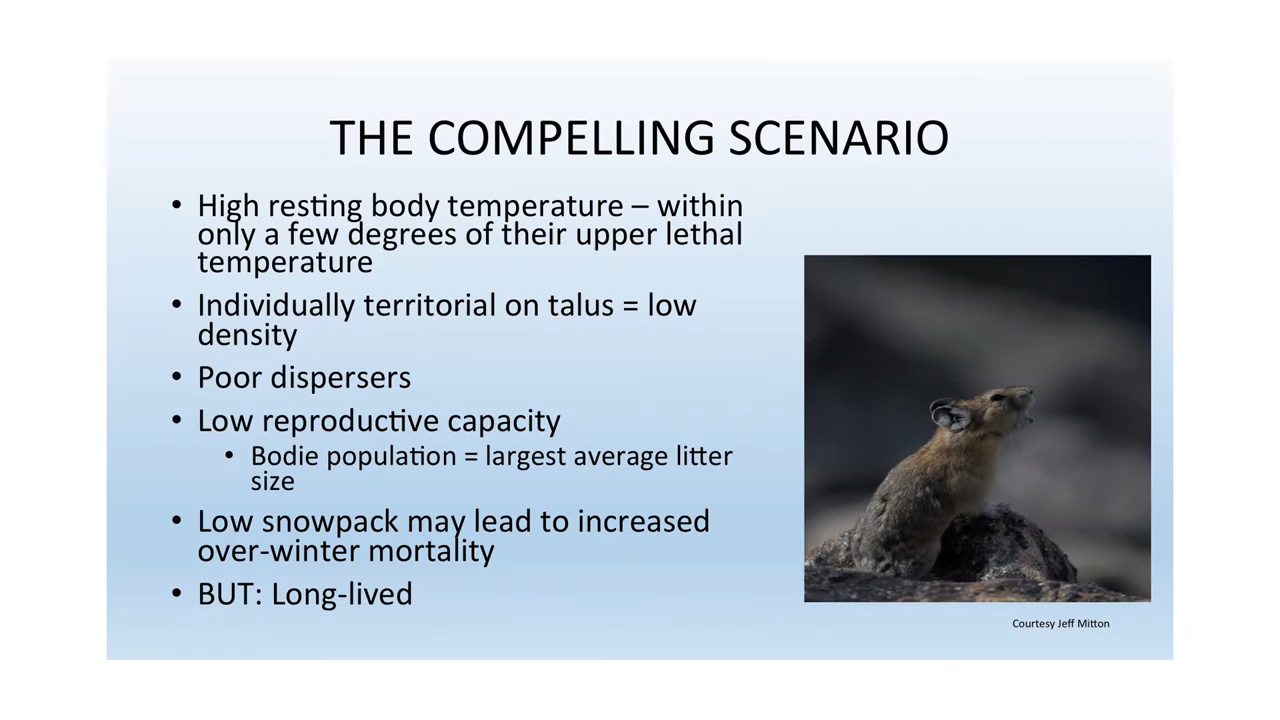 THE COMPELLING SCENARIO
• High resting body temperature – within
only a few degrees of their upper lethal
temperature
• Individually territorial on talus = low
density
• Poor dispersers
• Low reproductive capacity
• Bodie population = largest average litter
size
• Low snowpack may lead to increased
over-winter mortality
• BUT: Long-lived
Courtesy Jeff Mitton